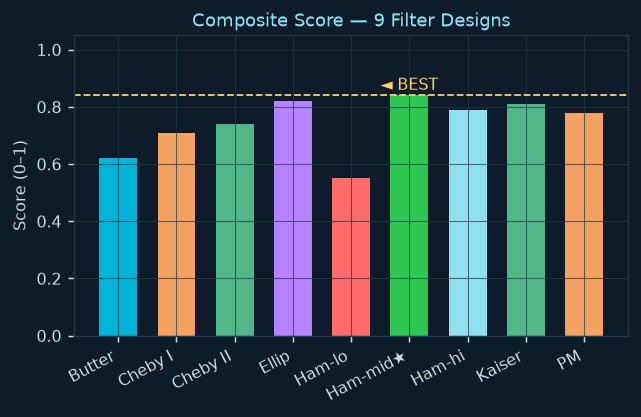 Composite Score — 9 Filter Designs
Score (0–1)
1.0
0.8
0.6
0.4
0.2
0.0
◄ BEST
Butter
Cheby I
Cheby II
Ellip
Ham-lo
Ham-mid★
Ham-hi
Kaiser
PM